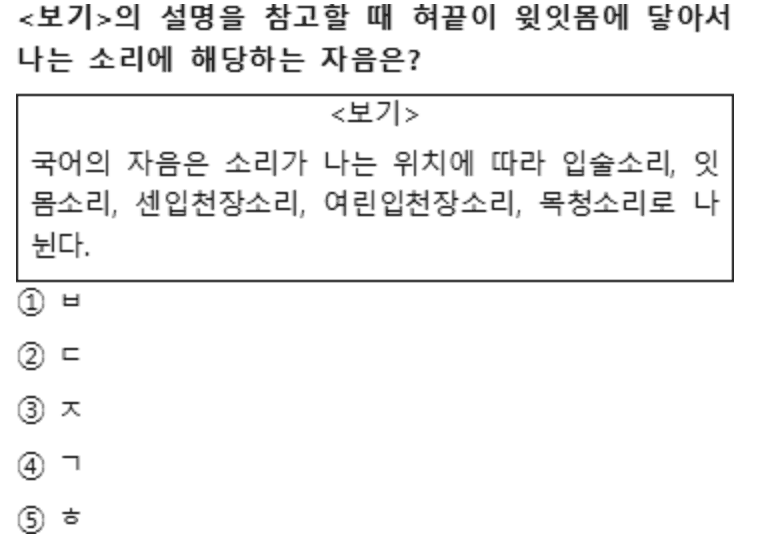 <보기>의 설명을 참고할 때 혀끝이 윗잇몸에 닿아서
나는 소리에 해당하는 자음은?
<보기>
국어의 자음은 소리가 나는 위치에 따라 입술소리, 잇
몸소리, 센입천장소리, 여린입천장소리, 목청소리로 나
뉜다.
① ㅂ
② ㄷ
③ ㅈ
④ ㄱ
⑤ ㅎ